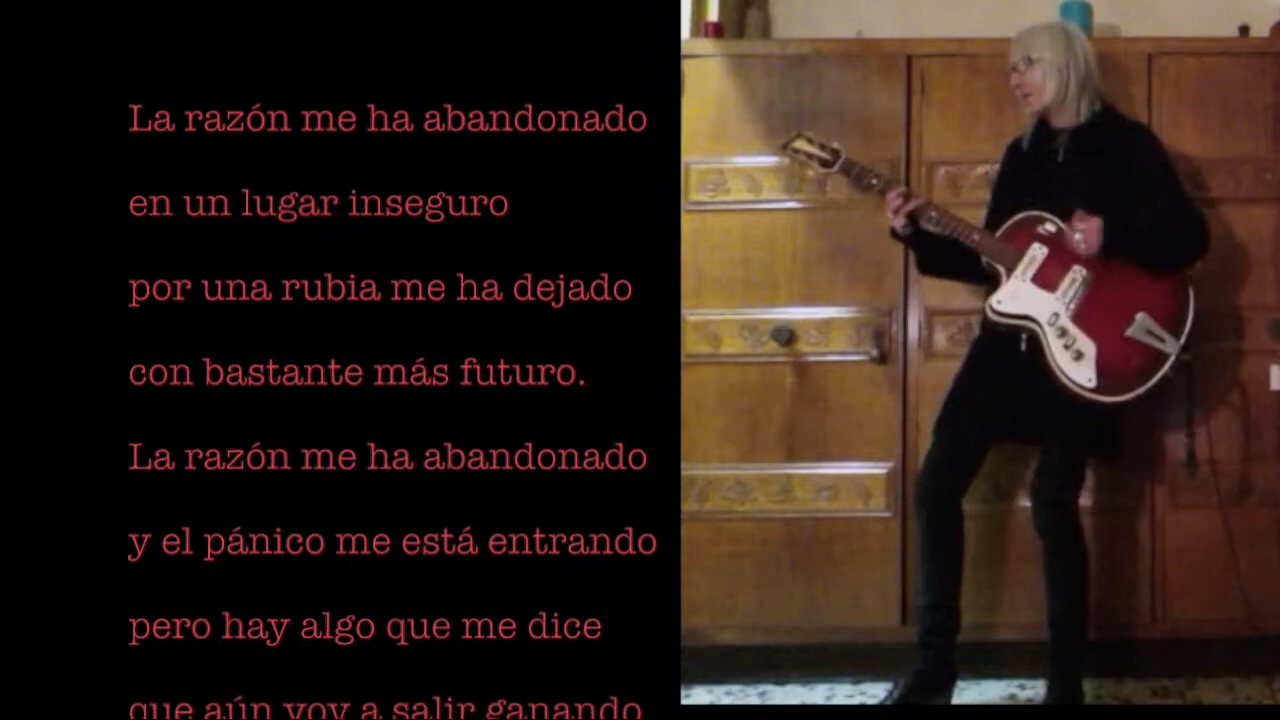 La razón me ha abandonado
en un lugar inseguro
por una rubia me ha dejado
con bastante más futuro.
La razón me ha abandonado
y el pánico me está entrando
pero hay algo que me dice
que aún voy a salir ganando